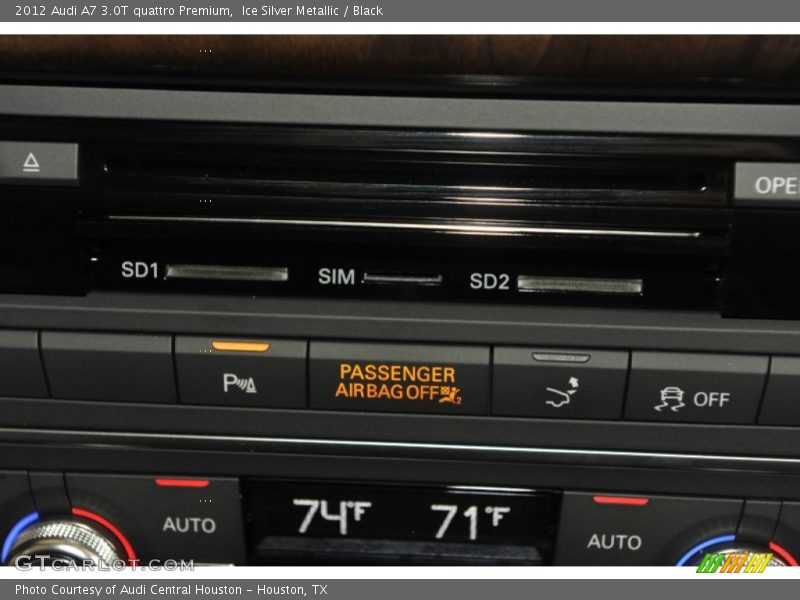 2012 Audi A7 3.0T quattro Premium,  Ice Silver Metallic / Black
OPE
SD1 SIM SD2
P PASSENGER
AIRBAG OFF 2
OFF
AUTO 74°F 71°F AUTO
GTCARLOT.COM
Photo Courtesy of Audi Central Houston - Houston, TX